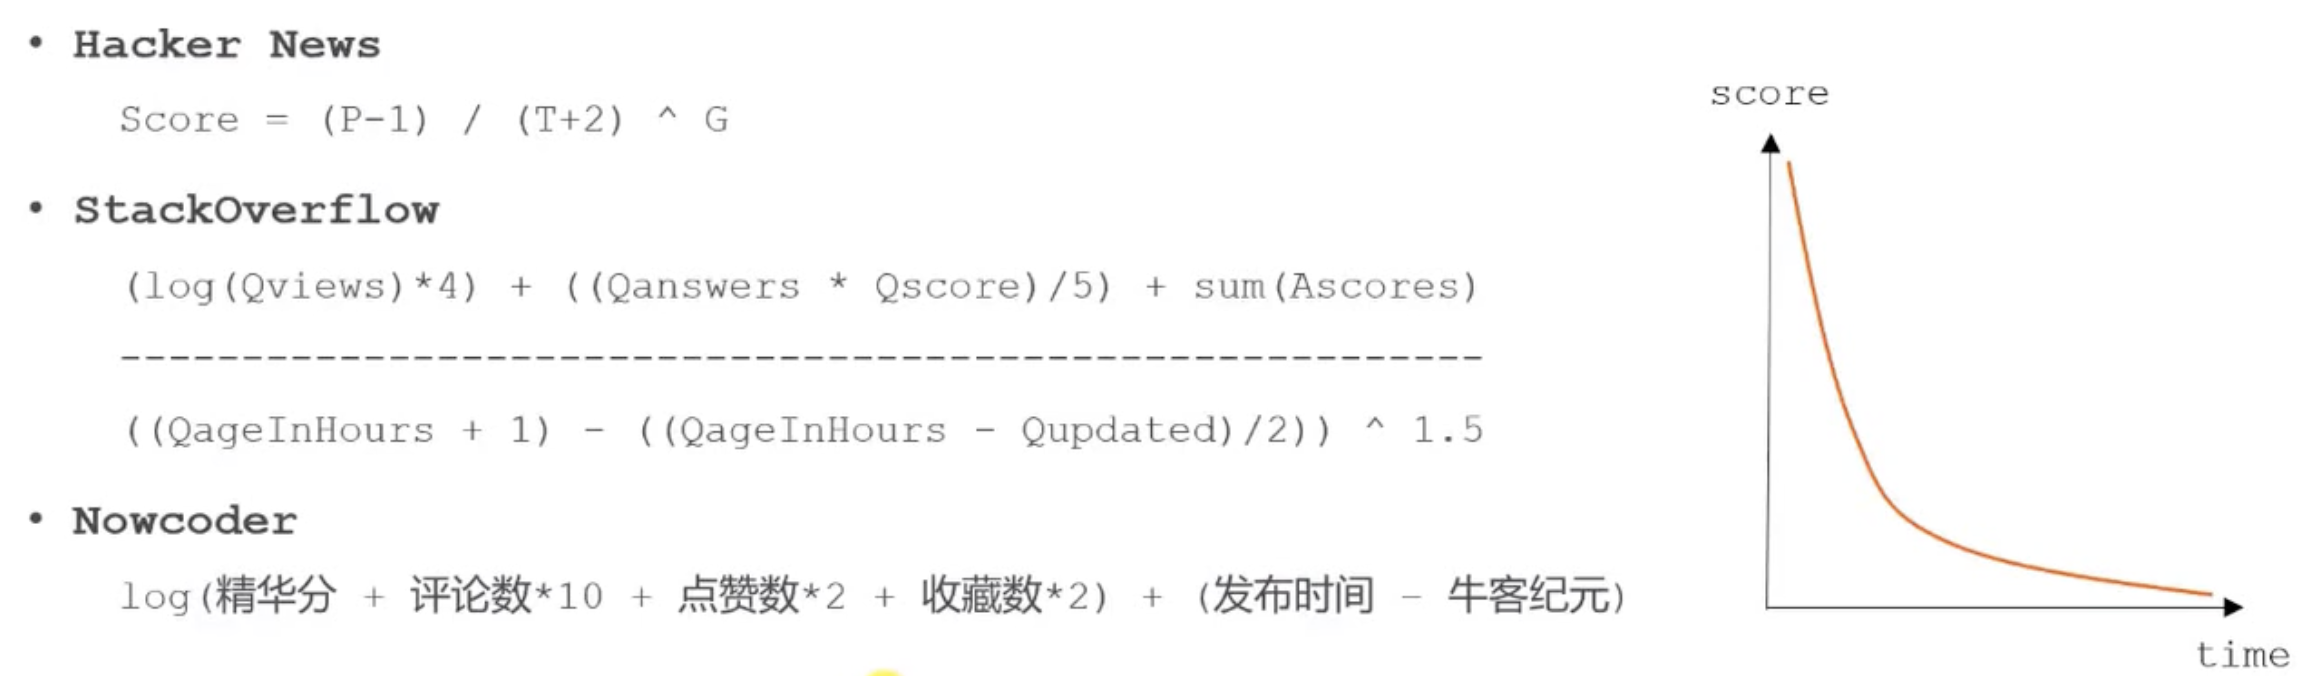 • Hacker News
Score = (P-1) / (T+2) ^ G
• StackOverflow
(log(Qviews)*4) + ((Qanswers * Qscore)/5) + sum(Ascores)
--------------------------------------------------------
((QageInHours + 1) - ((QageInHours - Qupdated)/2)) ^ 1.5
• Nowcoder
log(精华分 + 评论数*10 + 点赞数*2 + 收藏数*2) + (发布时间 - 牛客纪元)
score
time